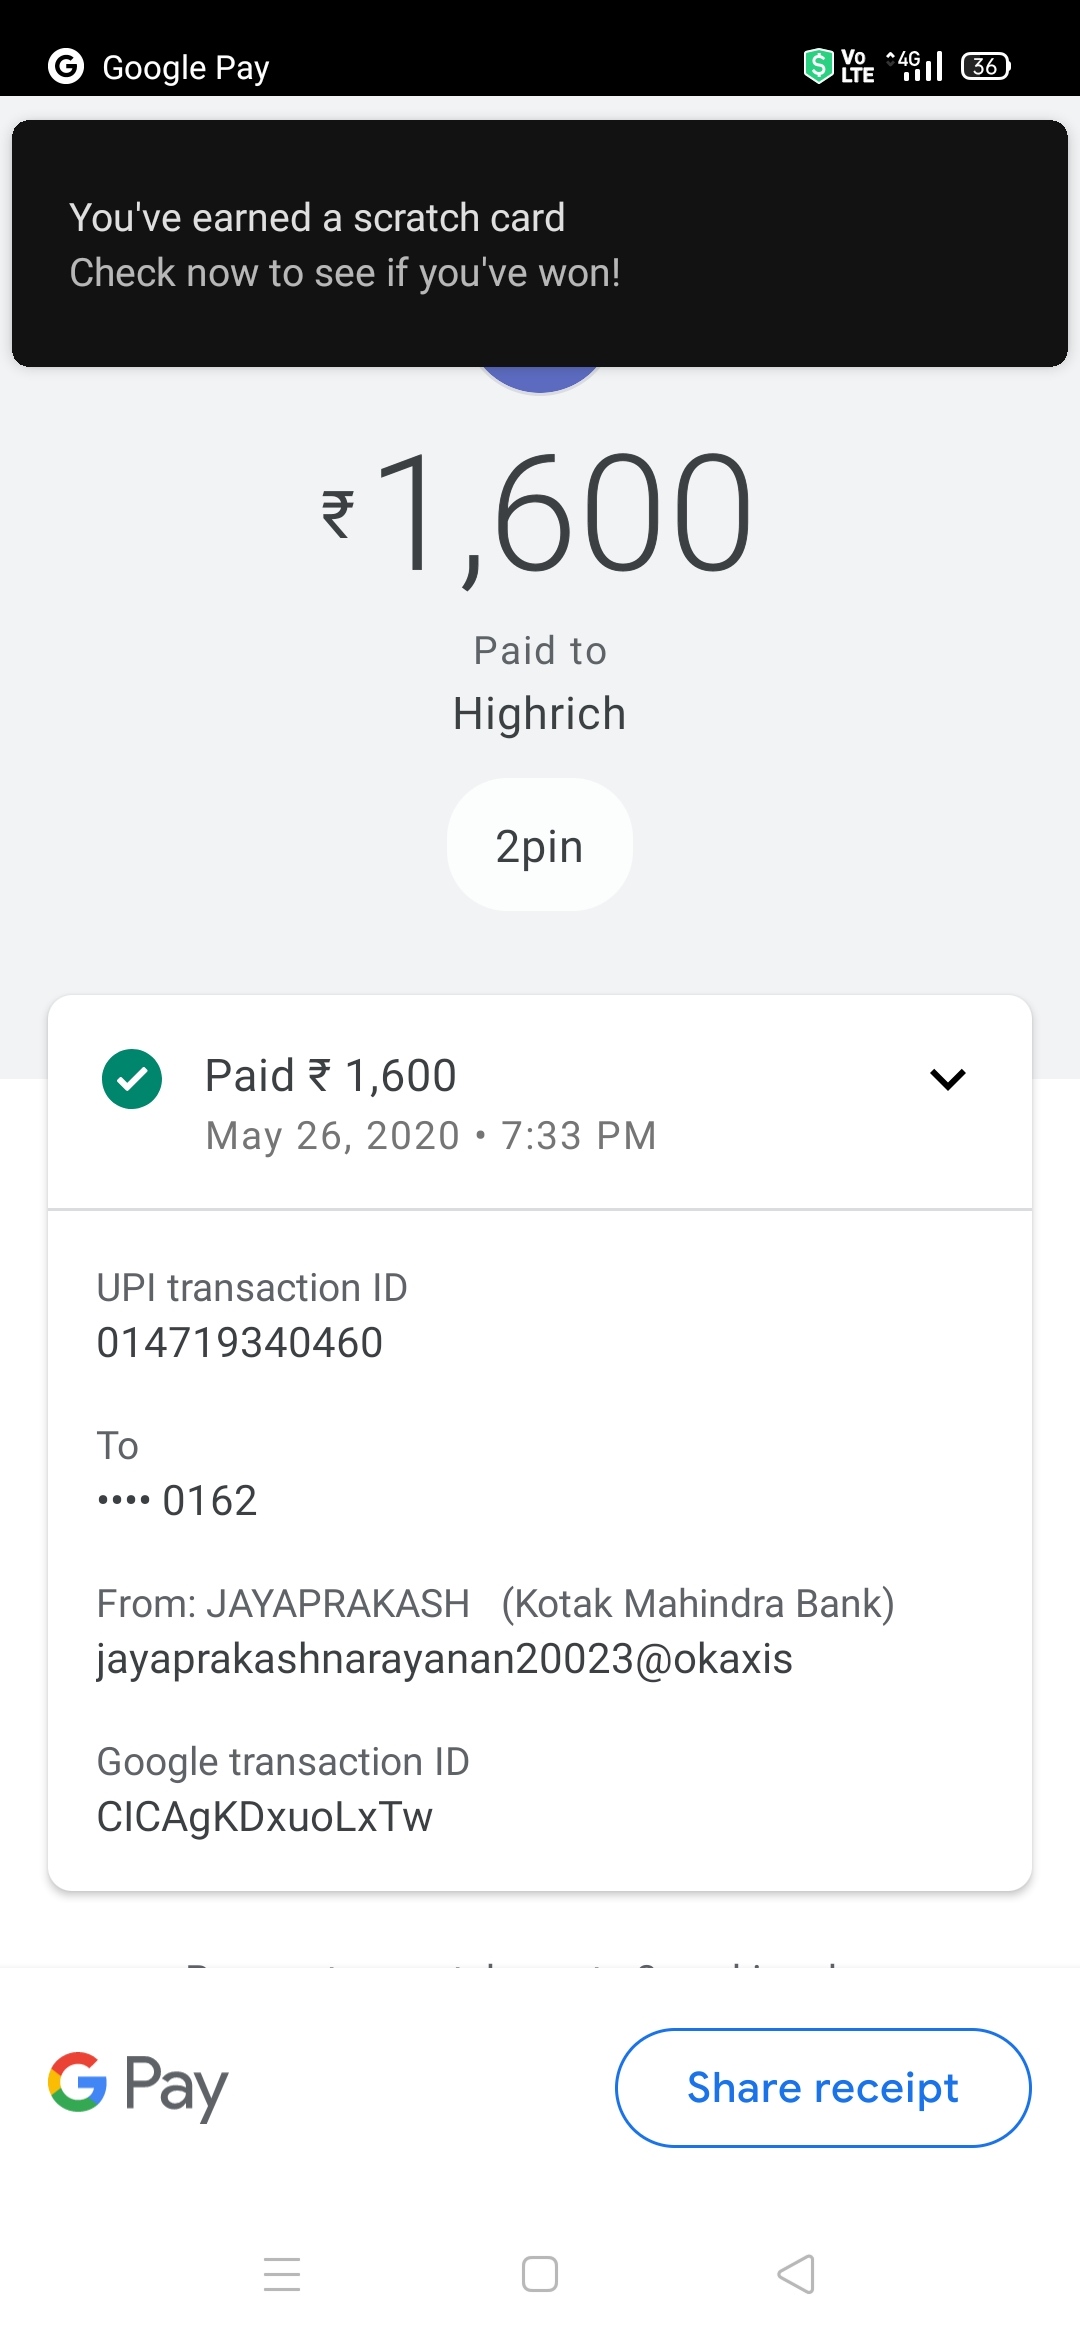 Google Pay
Vo LTE 4G 36
You've earned a scratch card
Check now to see if you've won!
₹1,600
Paid to
Highrich
2pin
Paid ₹ 1,600
May 26, 2020 • 7:33 PM
UPI transaction ID
014719340460
To
•••• 0162
From: JAYAPRAKASH (Kotak Mahindra Bank)
jayaprakashnarayanan20023@okaxis
Google transaction ID
CICAgKDxuoLxTw
G Pay
Share receipt